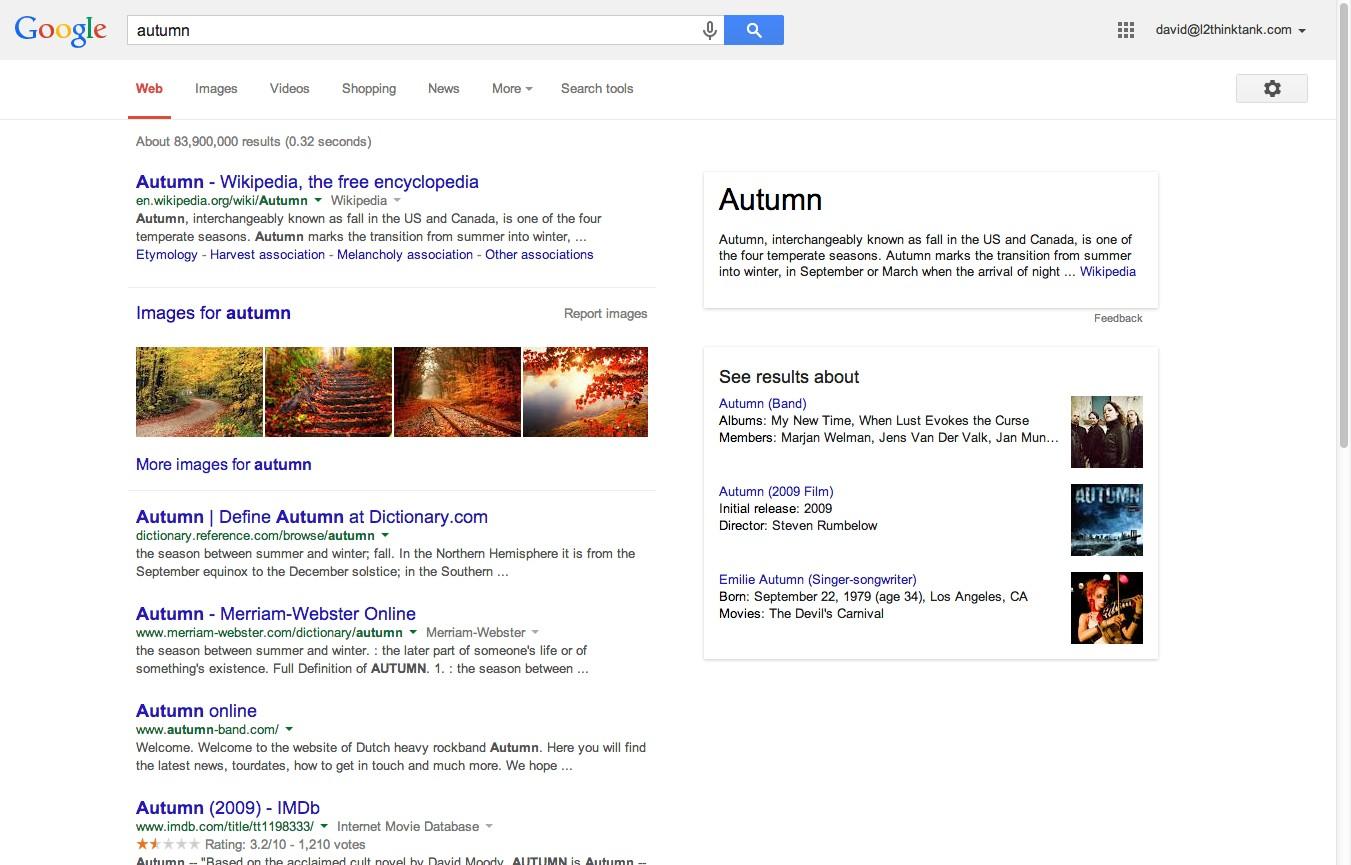 Google
autumn
david@l2thinktank.com
Web Images Videos Shopping News More Search tools
About 83,900,000 results (0.32 seconds)
Autumn - Wikipedia, the free encyclopedia
en.wikipedia.org/wiki/Autumn Wikipedia
Autumn, interchangeably known as fall in the US and Canada, is one of the four
temperate seasons. Autumn marks the transition from summer into winter, ...
Etymology - Harvest association - Melancholy association - Other associations
Images for autumn Report images
More images for autumn
Autumn | Define Autumn at Dictionary.com
dictionary.reference.com/browse/autumn
the season between summer and winter; fall. In the Northern Hemisphere it is from the
September equinox to the December solstice; in the Southern ...
Autumn - Merriam-Webster Online
www.merriam-webster.com/dictionary/autumn Merriam-Webster
the season between summer and winter. : the later part of someone's life or of
something's existence. Full Definition of AUTUMN. 1. : the season between ...
Autumn online
www.autumn-band.com/
Welcome. Welcome to the website of Dutch heavy rockband Autumn. Here you will find
the latest news, tourdates, how to get in touch and much more. We hope ...
Autumn (2009) - IMDb
www.imdb.com/title/tt1198333/ Internet Movie Database
Rating: 3.2/10 - 1,210 votes
Autumn -- "Based on the acclaimed cult novel by David Moody, AUTUMN is Autumn --
Autumn
Autumn, interchangeably known as fall in the US and Canada, is one of
the four temperate seasons. Autumn marks the transition from summer
into winter, in September or March when the arrival of night ... Wikipedia
Feedback
See results about
Autumn (Band)
Albums: My New Time, When Lust Evokes the Curse
Members: Marjan Welman, Jens Van Der Valk, Jan Mun...
Autumn (2009 Film)
Initial release: 2009
Director: Steven Rumbelow
AUTUMN
Emilie Autumn (Singer-songwriter)
Born: September 22, 1979 (age 34), Los Angeles, CA
Movies: The Devil's Carnival